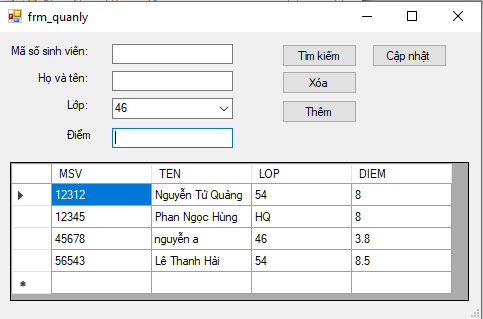 frm_quanly
Mã số sinh viên:
Tìm kiếm
Cập nhật
Họ và tên:
Xóa
Lớp:
46
Thêm
Điểm
MSV TEN LOP DIEM
12312 Nguyễn Tử Quảng 54 8
12345 Phan Ngọc Hùng HQ 8
45678 nguyễn a 46 3.8
56543 Lê Thanh Hải 54 8.5